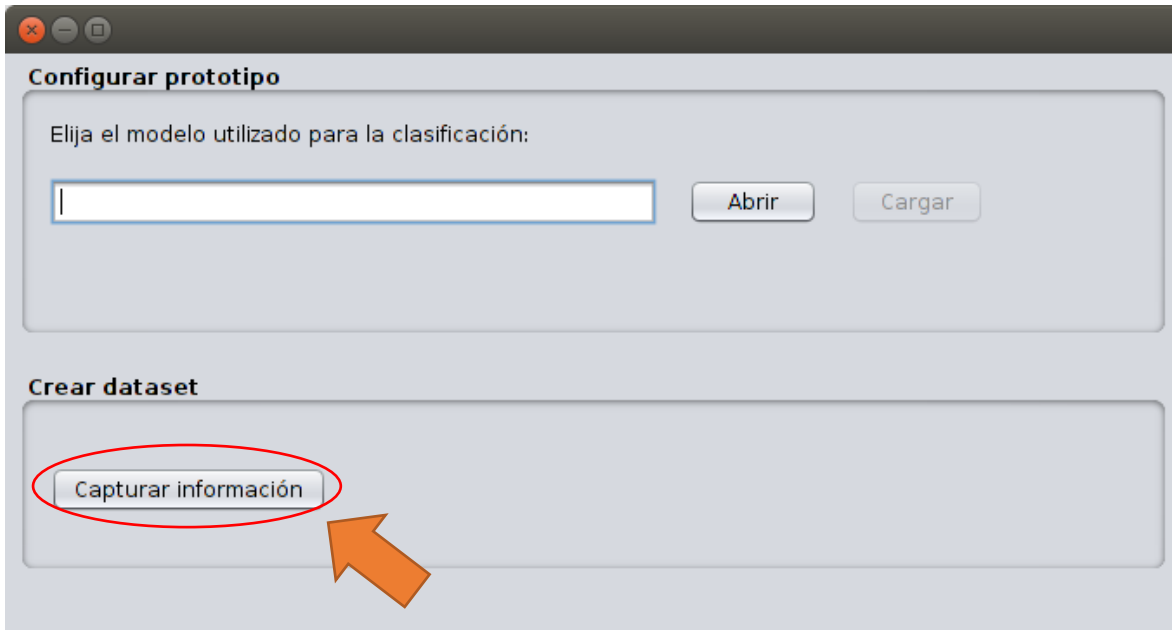 Configurar prototipo
Elija el modelo utilizado para la clasificación:
Abrir Cargar
Crear dataset
Capturar información